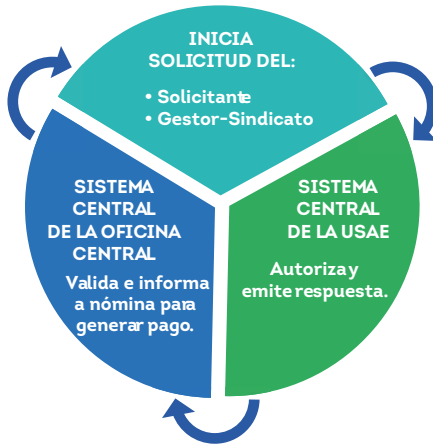 INICIA
SOLICITUD DEL:
• Solicitante
• Gestor-Sindicato
SISTEMA
CENTRAL
DE LA USAE
Autoriza y
emite respuesta.
SISTEMA
CENTRAL
DE LA OFICINA
CENTRAL
Valida e informa
a nómina para
generar pago.